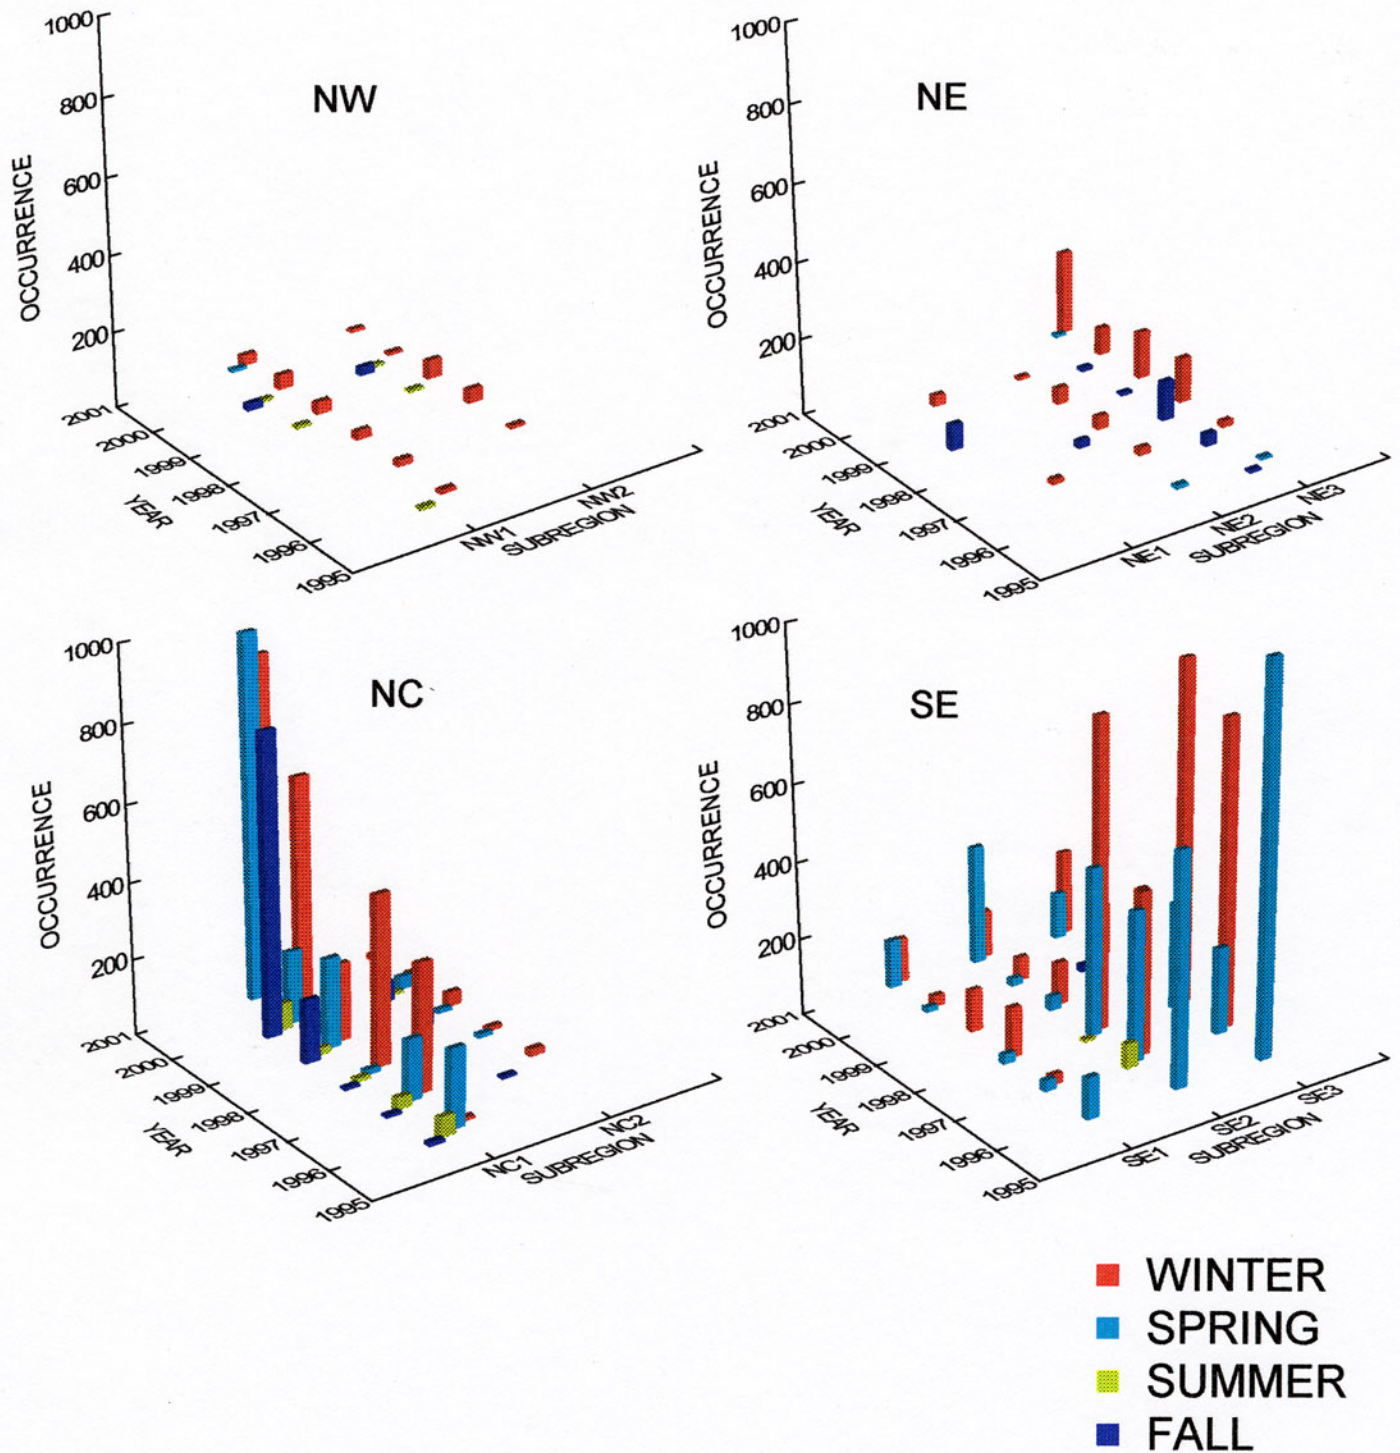 NW
1000
800
600
400
200
OCCURRENCE
2001
2000
1999
1998
1997
1996
1995
YEAR
NW1
NW2
SUBREGION
NE
1000
800
600
400
200
OCCURRENCE
2001
2000
1999
1998
1997
1996
1995
YEAR
NE1
NE2
NE3
SUBREGION
NC
1000
800
600
400
200
OCCURRENCE
2001
2000
1999
1998
1997
1996
1995
YEAR
NC1
NC2
SUBREGION
SE
1000
800
600
400
200
OCCURRENCE
2001
2000
1999
1998
1997
1996
1995
YEAR
SE1
SE2
SE3
SUBREGION
WINTER
SPRING
SUMMER
FALL